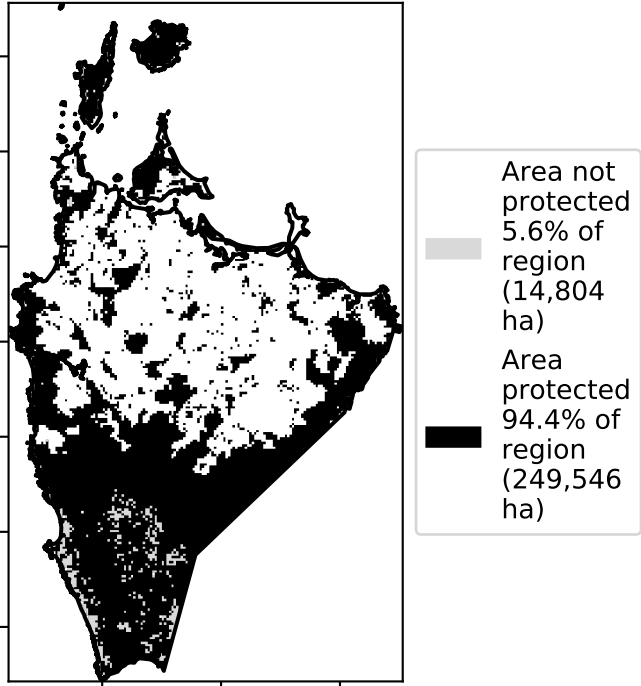 Area not
protected
5.6% of
region
(14,804
ha)
Area
protected
94.4% of
region
(249,546
ha)